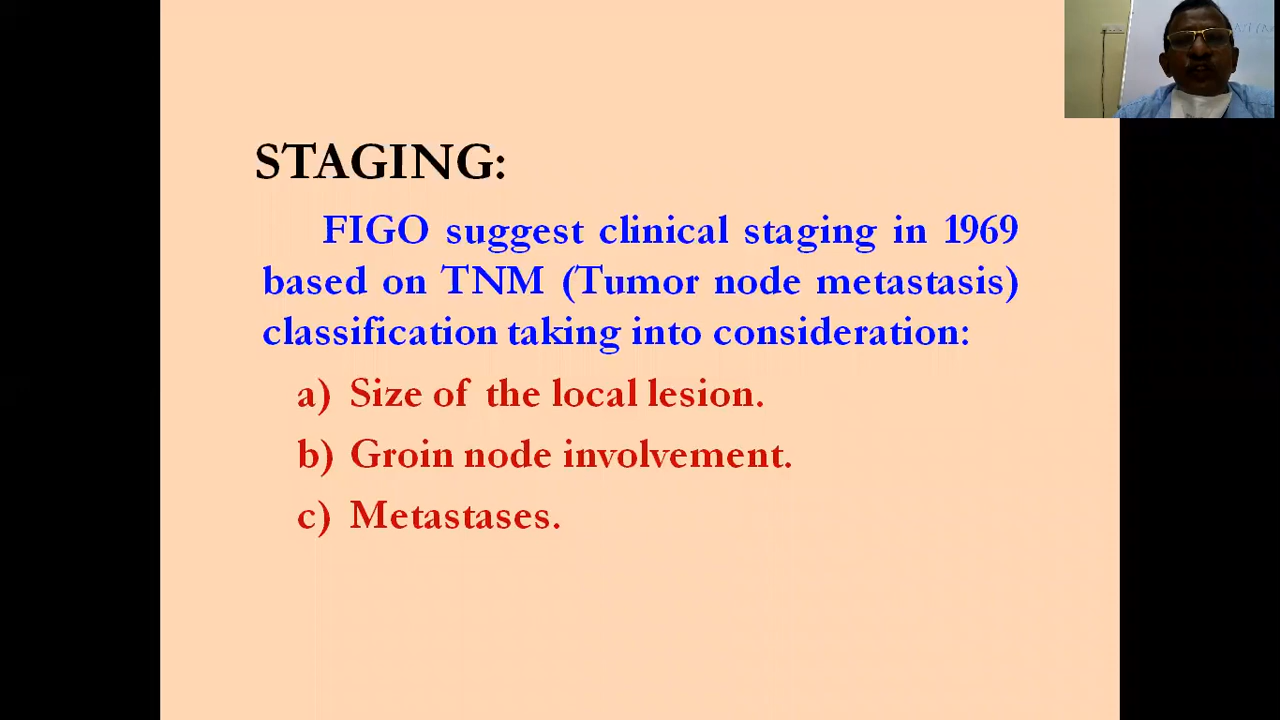 STAGING:
FIGO suggest clinical staging in 1969
based on TNM (Tumor node metastasis)
classification taking into consideration:
a) Size of the local lesion.
b) Groin node involvement.
c) Metastases.